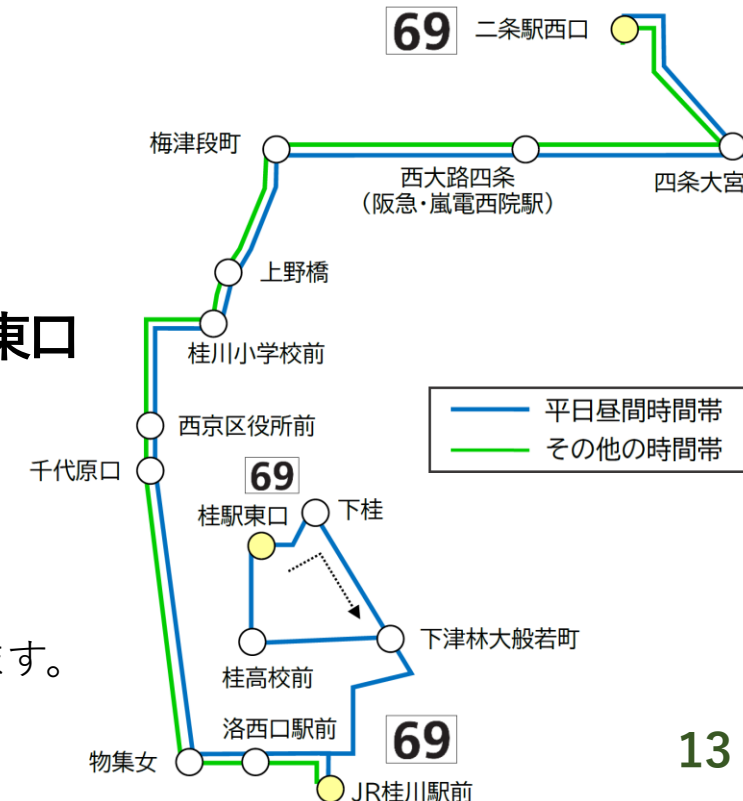 69 二条駅西口
梅津段町
西大路四条
（阪急・嵐電西院駅）
四条大宮
上野橋
東口
桂川小学校前
平日昼間時間帯
その他の時間帯
西京区役所前
千代原口
69
桂駅東口
下桂
下津林大般若町
ます。
桂高校前
洛西口駅前
69
物集女
JR桂川駅前
13